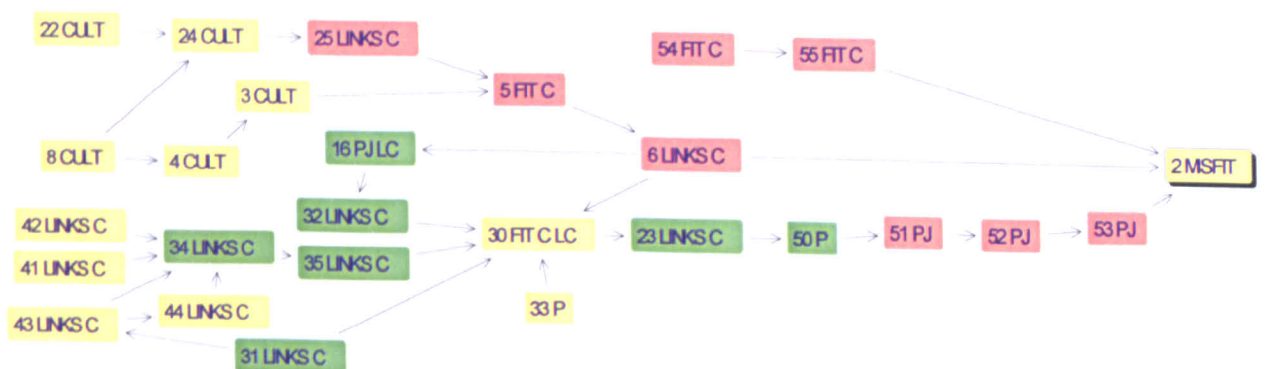 22 CULT
24 CULT
25 LINKS C
54 FIT C
55 FIT C
3 CULT
5 FIT C
8 CULT
4 CULT
16 PJ LC
6 LINKS C
2 MISFIT
42 LINKS C
32 LINKS C
34 LINKS C
30 FIT C LC
23 LINKS C
50 P
51 PJ
52 PJ
53 PJ
41 LINKS C
35 LINKS C
43 LINKS C
44 LINKS C
33 P
31 LINKS C